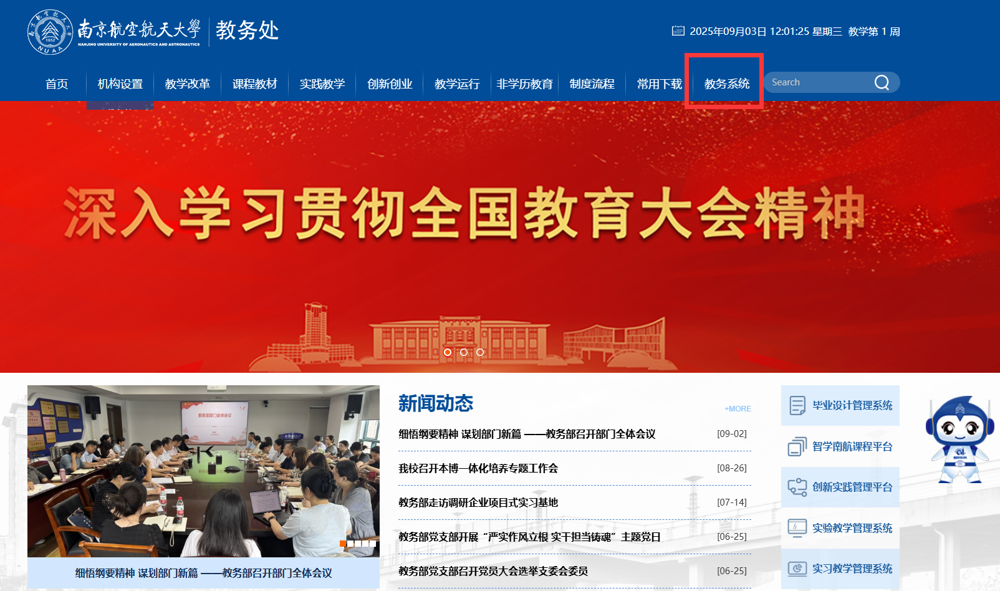 南京航空航天大學
NANJING UNIVERSITY OF AERONAUTICS AND ASTRONAUTICS
1952
NUAA
教务处
2025年09月03日 12:01:25 星期三 教学第 1 周
首页
机构设置
教学改革
课程教材
实践教学
创新创业
教学运行
非学历教育
制度流程
常用下载
教务系统
Search
深入学习贯彻全国教育大会精神
教务部部门全体会议
细悟纲要精神 谋划部门新篇 ——教务部召开部门全体会议
新闻动态
+MORE
细悟纲要精神 谋划部门新篇 ——教务部召开部门全体会议 [09-02]
我校召开本博一体化培养专题工作会 [08-26]
教务部走访调研企业项目式实习基地 [07-14]
教务部党支部开展“严实作风立根 实干担当铸魂”主题党日 [06-25]
教务部党支部召开党员大会选举支委会委员 [06-25]
毕业设计管理系统
智学南航课程平台
创新实践管理平台
实验教学管理系统
实习教学管理系统